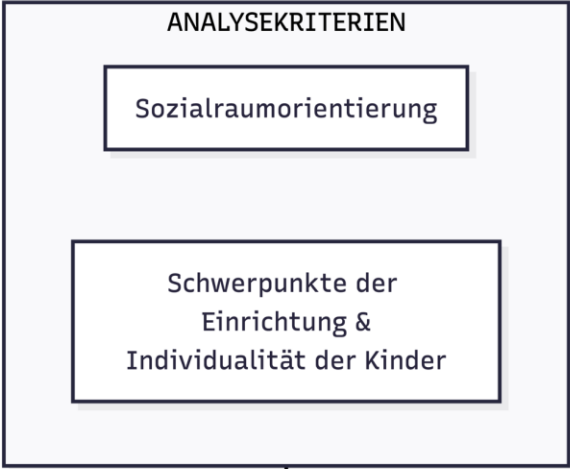 ANALYSEKRITERIEN
Sozialraumorientierung
Schwerpunkte der
Einrichtung &
Individualität der Kinder